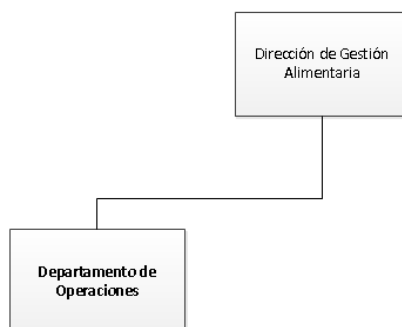 Dirección de Gestión
Alimentaria
Departamento de
Operaciones